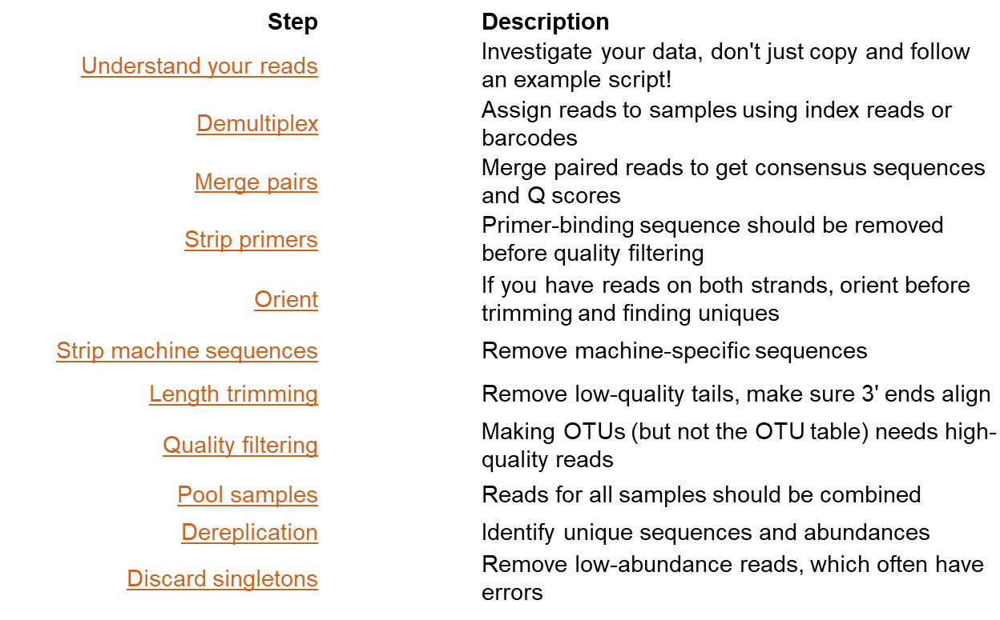 Step Description
Understand your reads Investigate your data, don't just copy and follow
an example script!
Demultiplex Assign reads to samples using index reads or
barcodes
Merge pairs Merge paired reads to get consensus sequences
and Q scores
Strip primers Primer-binding sequence should be removed
before quality filtering
Orient If you have reads on both strands, orient before
trimming and finding uniques
Strip machine sequences Remove machine-specific sequences
Length trimming Remove low-quality tails, make sure 3' ends align
Quality filtering Making OTUs (but not the OTU table) needs high-
quality reads
Pool samples Reads for all samples should be combined
Dereplication Identify unique sequences and abundances
Discard singletons Remove low-abundance reads, which often have
errors